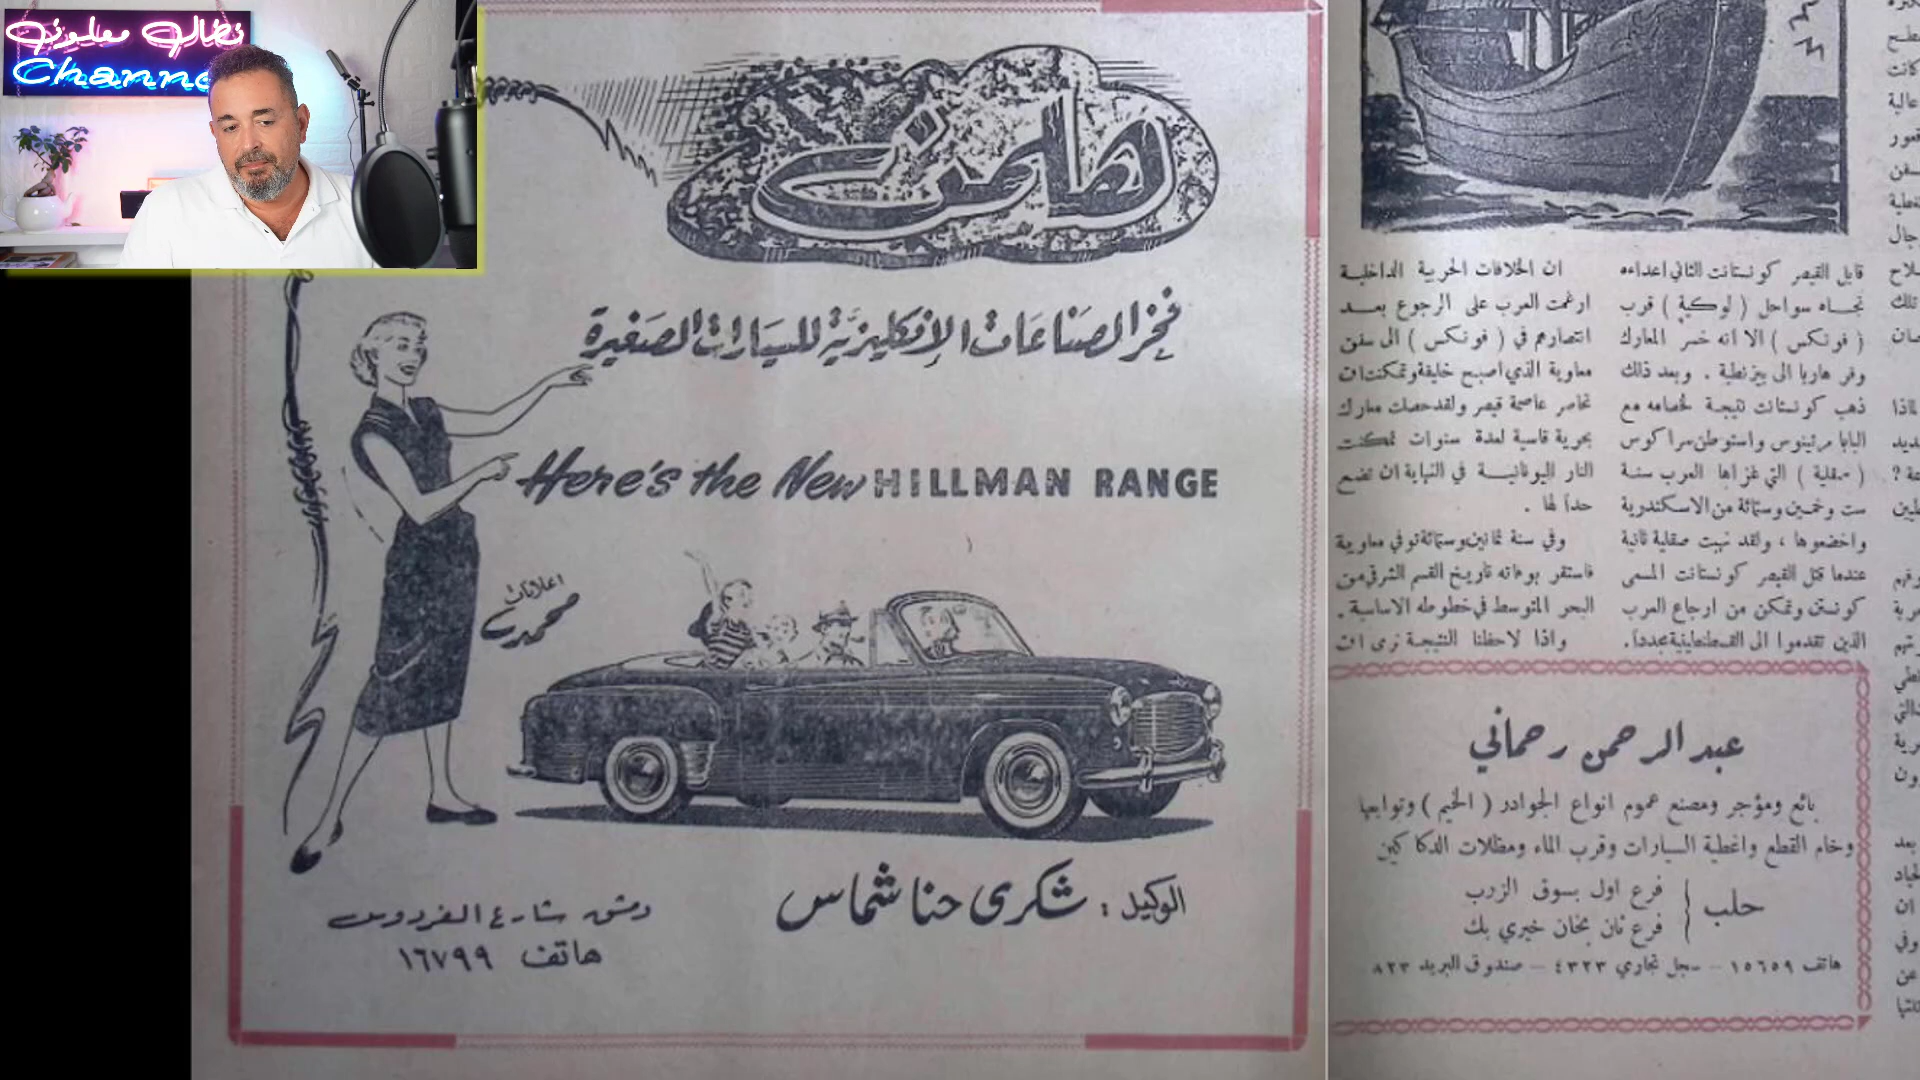 نضال معلوف
Channe
هلمن
فخر الصناعات الإنكليزية للسيارات الصغيرة
Here's the New HILLMAN RANGE
اعلانات
الوكيل : شكري حنا شماس
دمشق شارع الفردوس
هاتف ١٦٧٩٩
قابل القيصر كونستانت الثاني اعداءه
تجاه سواحل ( لوكية ) قرب
( فونكس ) الا انه خسر المعارك
وفر هاربا الى بيزنطية . وبعد ذلك
ذهب كونستانت نتيجة لخصامه مع
البابا مرتينوس واستوطن سراكوس
( صقلية ) التي غزاها العرب سنة
ست وخمسين وستمائة من الاسكندرية
واخضعوها ، ولقد نهبت صقلية ثانية
عندما قتل القيصر كونستانت المسمى
كونستن وتمكن من ارجاع العرب
الذين تقدموا الى القسطنطينية مجدداً .
ان الخلافات الحربية الداخلية
ارغمت العرب على الرجوع بعد
انتصارهم في ( فونكس ) الى سفن
معاوية الذي اصبح خليفة وتمكنت ان
تحاصر عاصمة قيصر ولقد حصلت معارك
بحرية قاسية لمدة سنوات تمكنت
النار اليونانية في النهاية ان تضع
حداً لها .
وفي سنة ثمانين وستمائة توفي معاوية
فاستقر بوفاته تاريخ القسم الشرقي من
البحر المتوسط في خطوطه الاساسية .
واذا لاحظنا النتيجة نرى ان
عبد الرحمن رحماني
بائع ومؤجر ومصنع عموم انواع الجوادر ( الخيم ) وتوابعها
وخام القطع واغطية السيارات وقرب الماء ومظلات الدكاكين
حلب { فرع اول بسوق الزرب
فرع ثان بخان خيري بك
هاتف ١٥٦٥٩ – سجل تجاري ٤٣٢٣ – صندوق البريد ٨٢٣